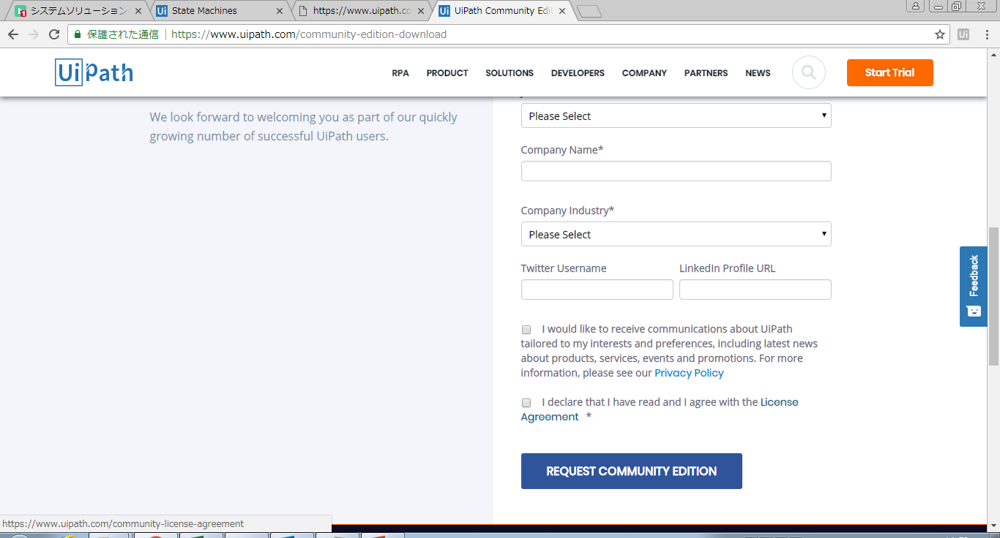 システムソリューション
State Machines
https://www.uipath.co
UiPath Community Edit
保護された通信
https://www.uipath.com/community-edition-download
UiPath
RPA
PRODUCT
SOLUTIONS
DEVELOPERS
COMPANY
PARTNERS
NEWS
Start Trial
We look forward to welcoming you as part of our quickly
growing number of successful UiPath users.
Please Select
Company Name*
Company Industry*
Please Select
Twitter Username
LinkedIn Profile URL
I would like to receive communications about UiPath
tailored to my interests and preferences, including latest news
about products, services, events and promotions. For more
information, please see our Privacy Policy
I declare that I have read and I agree with the License
Agreement *
REQUEST COMMUNITY EDITION
Feedback
https://www.uipath.com/community-license-agreement